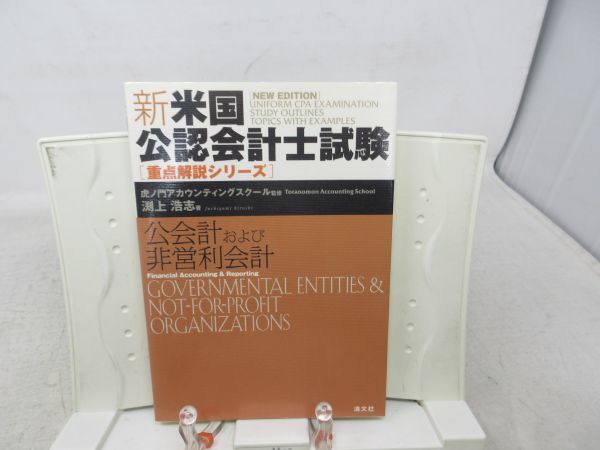 新米国
[NEW EDITION]
UNIFORM CPA EXAMINATION
STUDY OUTLINES
TOPICS WITH EXAMPLES
公認会計士試験
[重点解説シリーズ]
虎ノ門アカウンティングスクール監修 Toranomon Accounting School
渕上 浩志著
公会計および
非営利会計
Financial Accounting & Reporting
GOVERNMENTAL ENTITIES &
NOT-FOR-PROFIT
ORGANIZATIONS
清文社